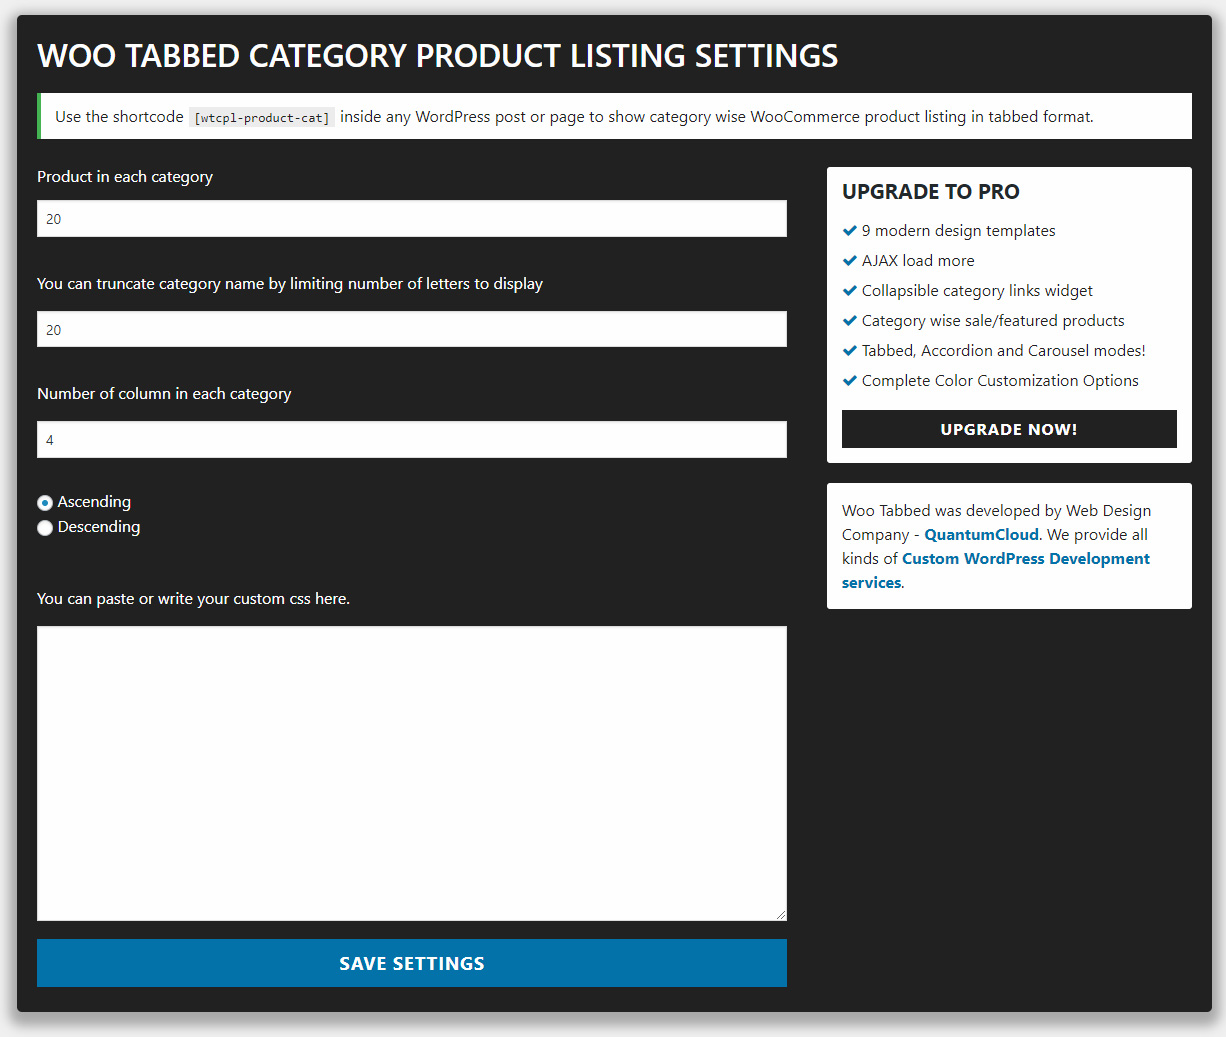 WOO TABBED CATEGORY PRODUCT LISTING SETTINGS
Use the shortcode [wtcpl-product-cat] inside any WordPress post or page to show category wise WooCommerce product listing in tabbed format.
Product in each category
20
You can truncate category name by limiting number of letters to display
20
Number of column in each category
4
Ascending
Descending
You can paste or write your custom css here.
SAVE SETTINGS
UPGRADE TO PRO
9 modern design templates
AJAX load more
Collapsible category links widget
Category wise sale/featured products
Tabbed, Accordion and Carousel modes!
Complete Color Customization Options
UPGRADE NOW!
Woo Tabbed was developed by Web Design
Company - QuantumCloud. We provide all
kinds of Custom WordPress Development
services.